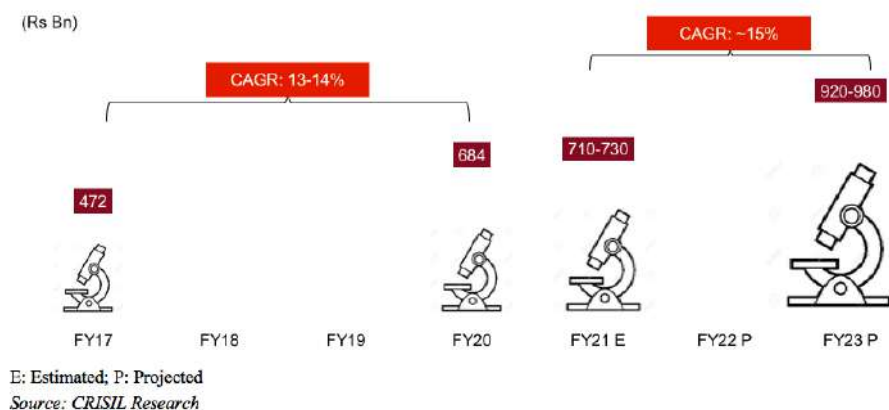 (Rs Bn)
CAGR: ~15%
CAGR: 13-14%
920-980
684
710-730
472
FY17 FY18 FY19 FY20 FY21 E FY22 P FY23 P
E: Estimated; P: Projected
Source: CRISIL Research